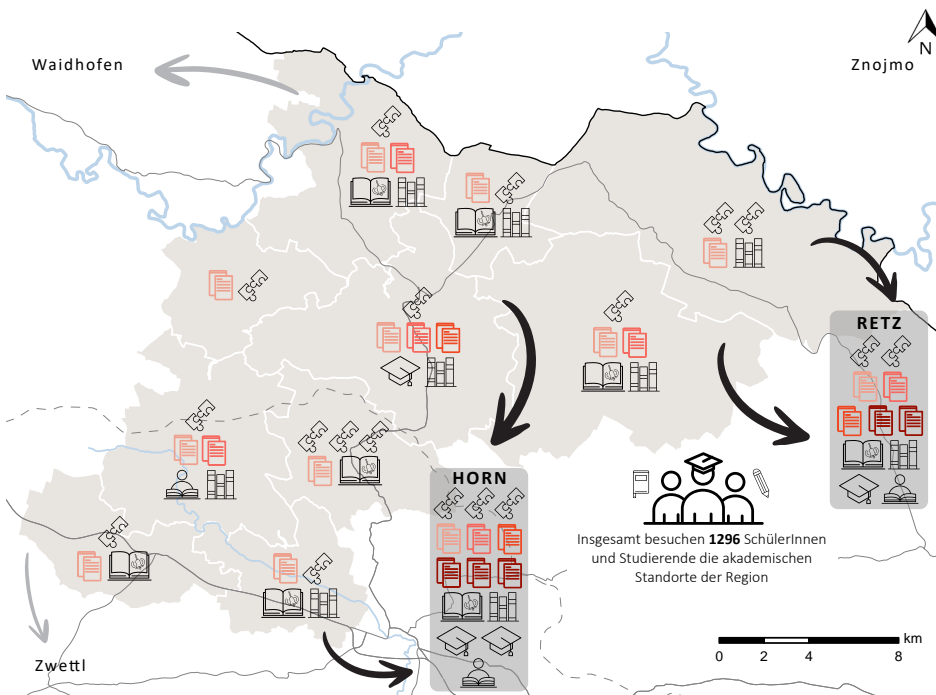 N
Waidhofen
Znojmo
RETZ
HORN
Insgesamt besuchen 1296 SchülerInnen
und Studierende die akademischen
Standorte der Region
km
0 2 4 8
Zwettl